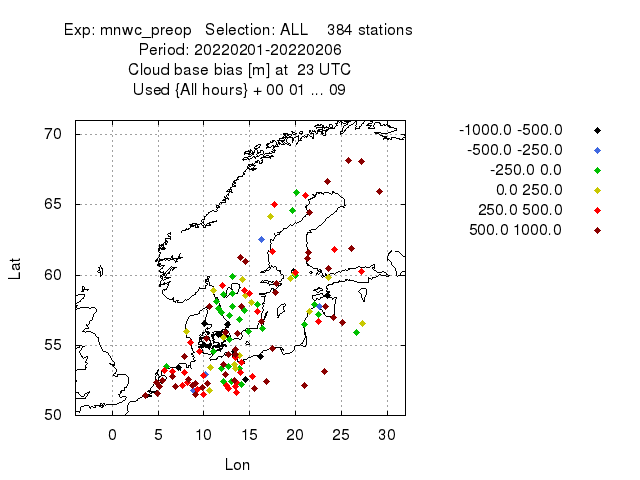 Exp: mnwc_preop Selection: ALL 384 stations
Period: 20220201-20220206
Cloud base bias [m] at 23 UTC
Used {All hours} + 00 01 ... 09
-1000.0 -500.0
-500.0 -250.0
-250.0 0.0
0.0 250.0
250.0 500.0
500.0 1000.0
70
65
60
55
50
Lat
0 5 10 15 20 25 30
Lon